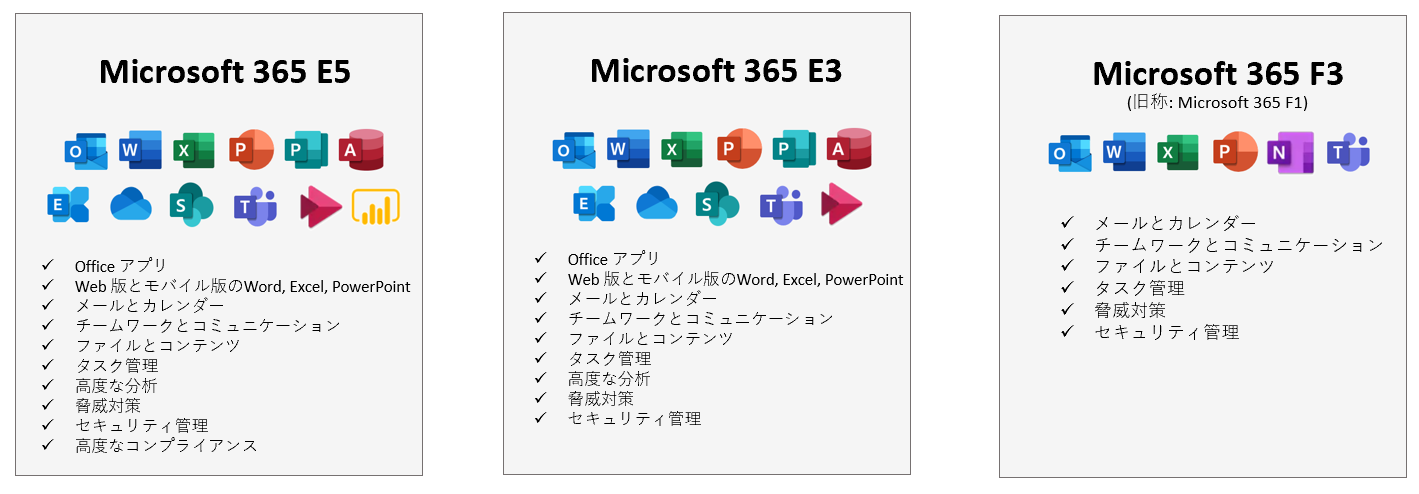 Microsoft 365 E5
O W X P P A
E S T
Office アプリ
Web 版とモバイル版のWord, Excel, PowerPoint
メールとカレンダー
チームワークとコミュニケーション
ファイルとコンテンツ
タスク管理
高度な分析
脅威対策
セキュリティ管理
高度なコンプライアンス
Microsoft 365 E3
O W X P P A
E S T
Office アプリ
Web 版とモバイル版のWord, Excel, PowerPoint
メールとカレンダー
チームワークとコミュニケーション
ファイルとコンテンツ
タスク管理
高度な分析
脅威対策
セキュリティ管理
Microsoft 365 F3
(旧称: Microsoft 365 F1)
O W X P N T
メールとカレンダー
チームワークとコミュニケーション
ファイルとコンテンツ
タスク管理
脅威対策
セキュリティ管理